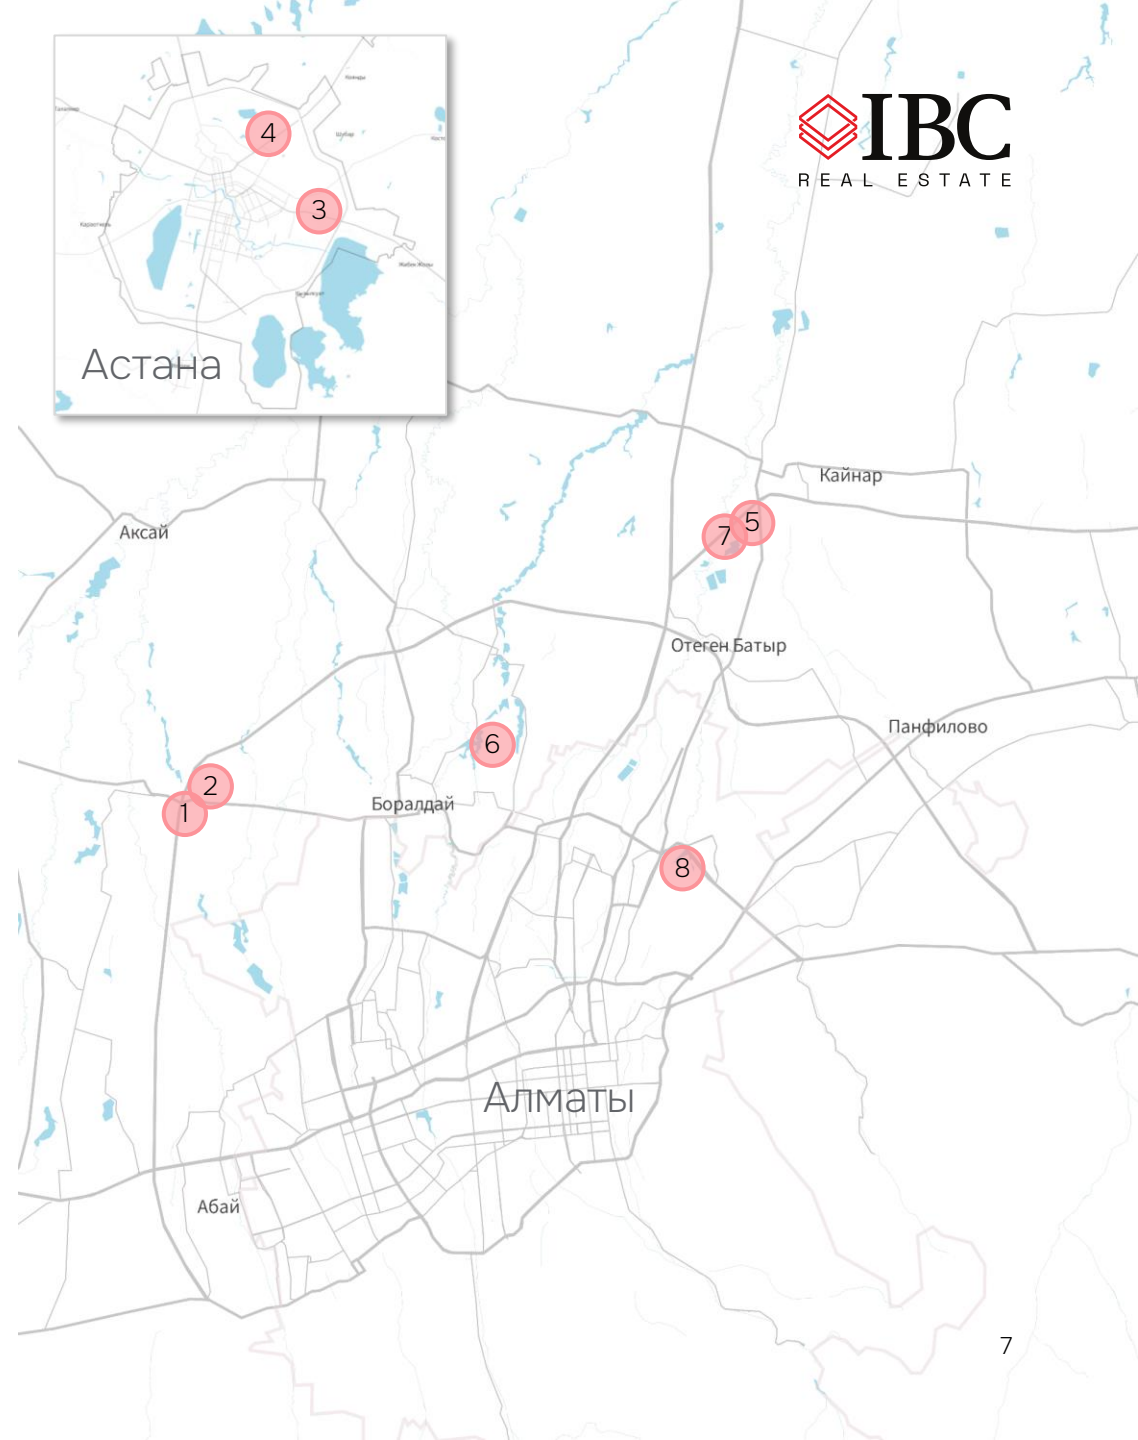 IBC
REAL ESTATE
4
3
Астана
Кайнар
5
7
Аксай
Отеген Батыр
Панфилово
6
2
1
Боралдай
8
Алматы
Абай
7